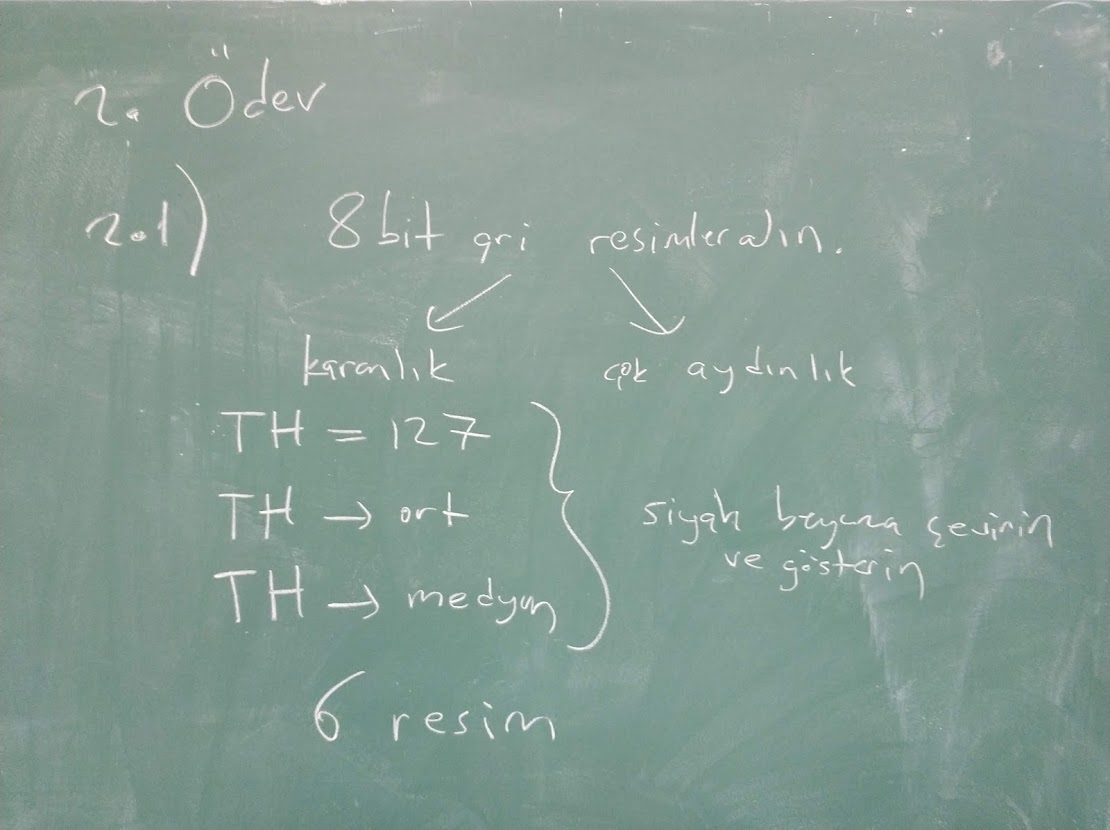 2. Ödev
2.1) 8 bit gri resimler alın.
karanlık çok aydınlık
TH = 127
TH → ort
TH → medyan
siyah beyaza çevirin
ve gösterin
6 resim